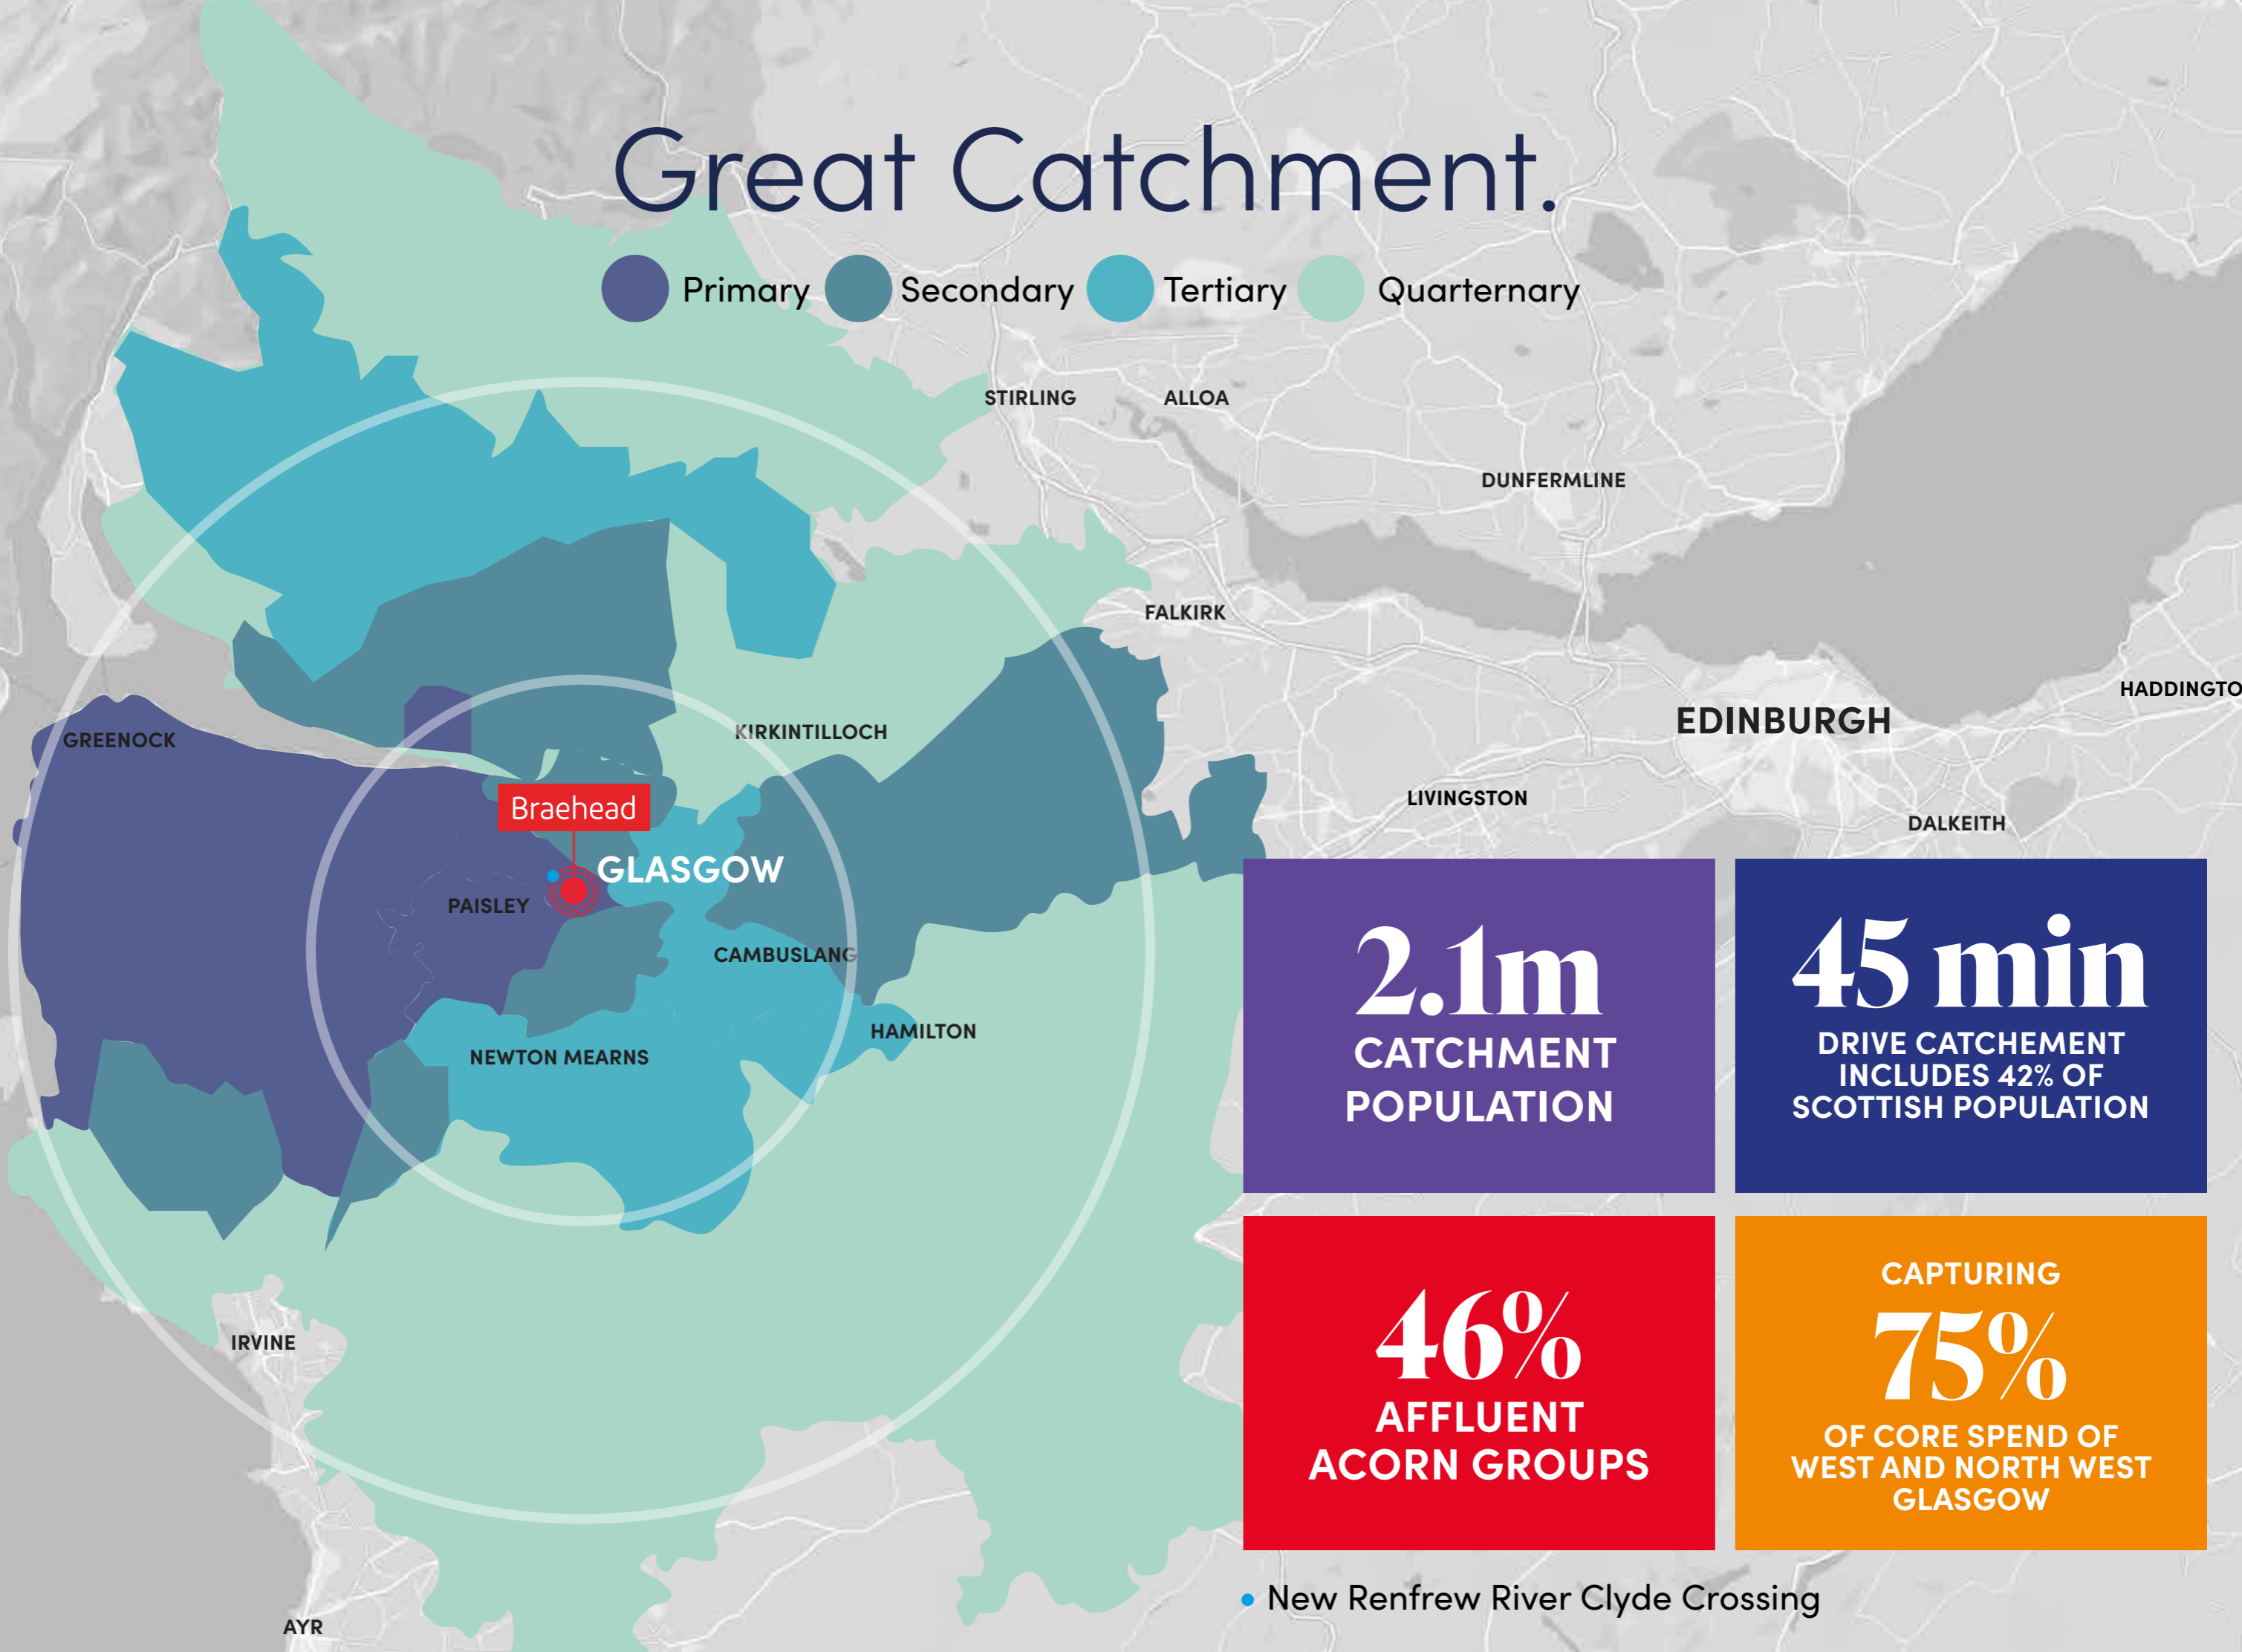 Great Catchment.
Primary Secondary Tertiary Quarternary
STIRLING
ALLOA
DUNFERMLINE
FALKIRK
HADDINGTO
EDINBURGH
GREENOCK
KIRKINTILLOCH
LIVINGSTON
DALKEITH
Braehead
GLASGOW
PAISLEY
CAMBUSLANG
HAMILTON
NEWTON MEARNS
IRVINE
AYR
2.1m
CATCHMENT
POPULATION
45 min
DRIVE CATCHEMENT
INCLUDES 42% OF
SCOTTISH POPULATION
46%
AFFLUENT
ACORN GROUPS
CAPTURING
75%
OF CORE SPEND OF
WEST AND NORTH WEST
GLASGOW
New Renfrew River Clyde Crossing